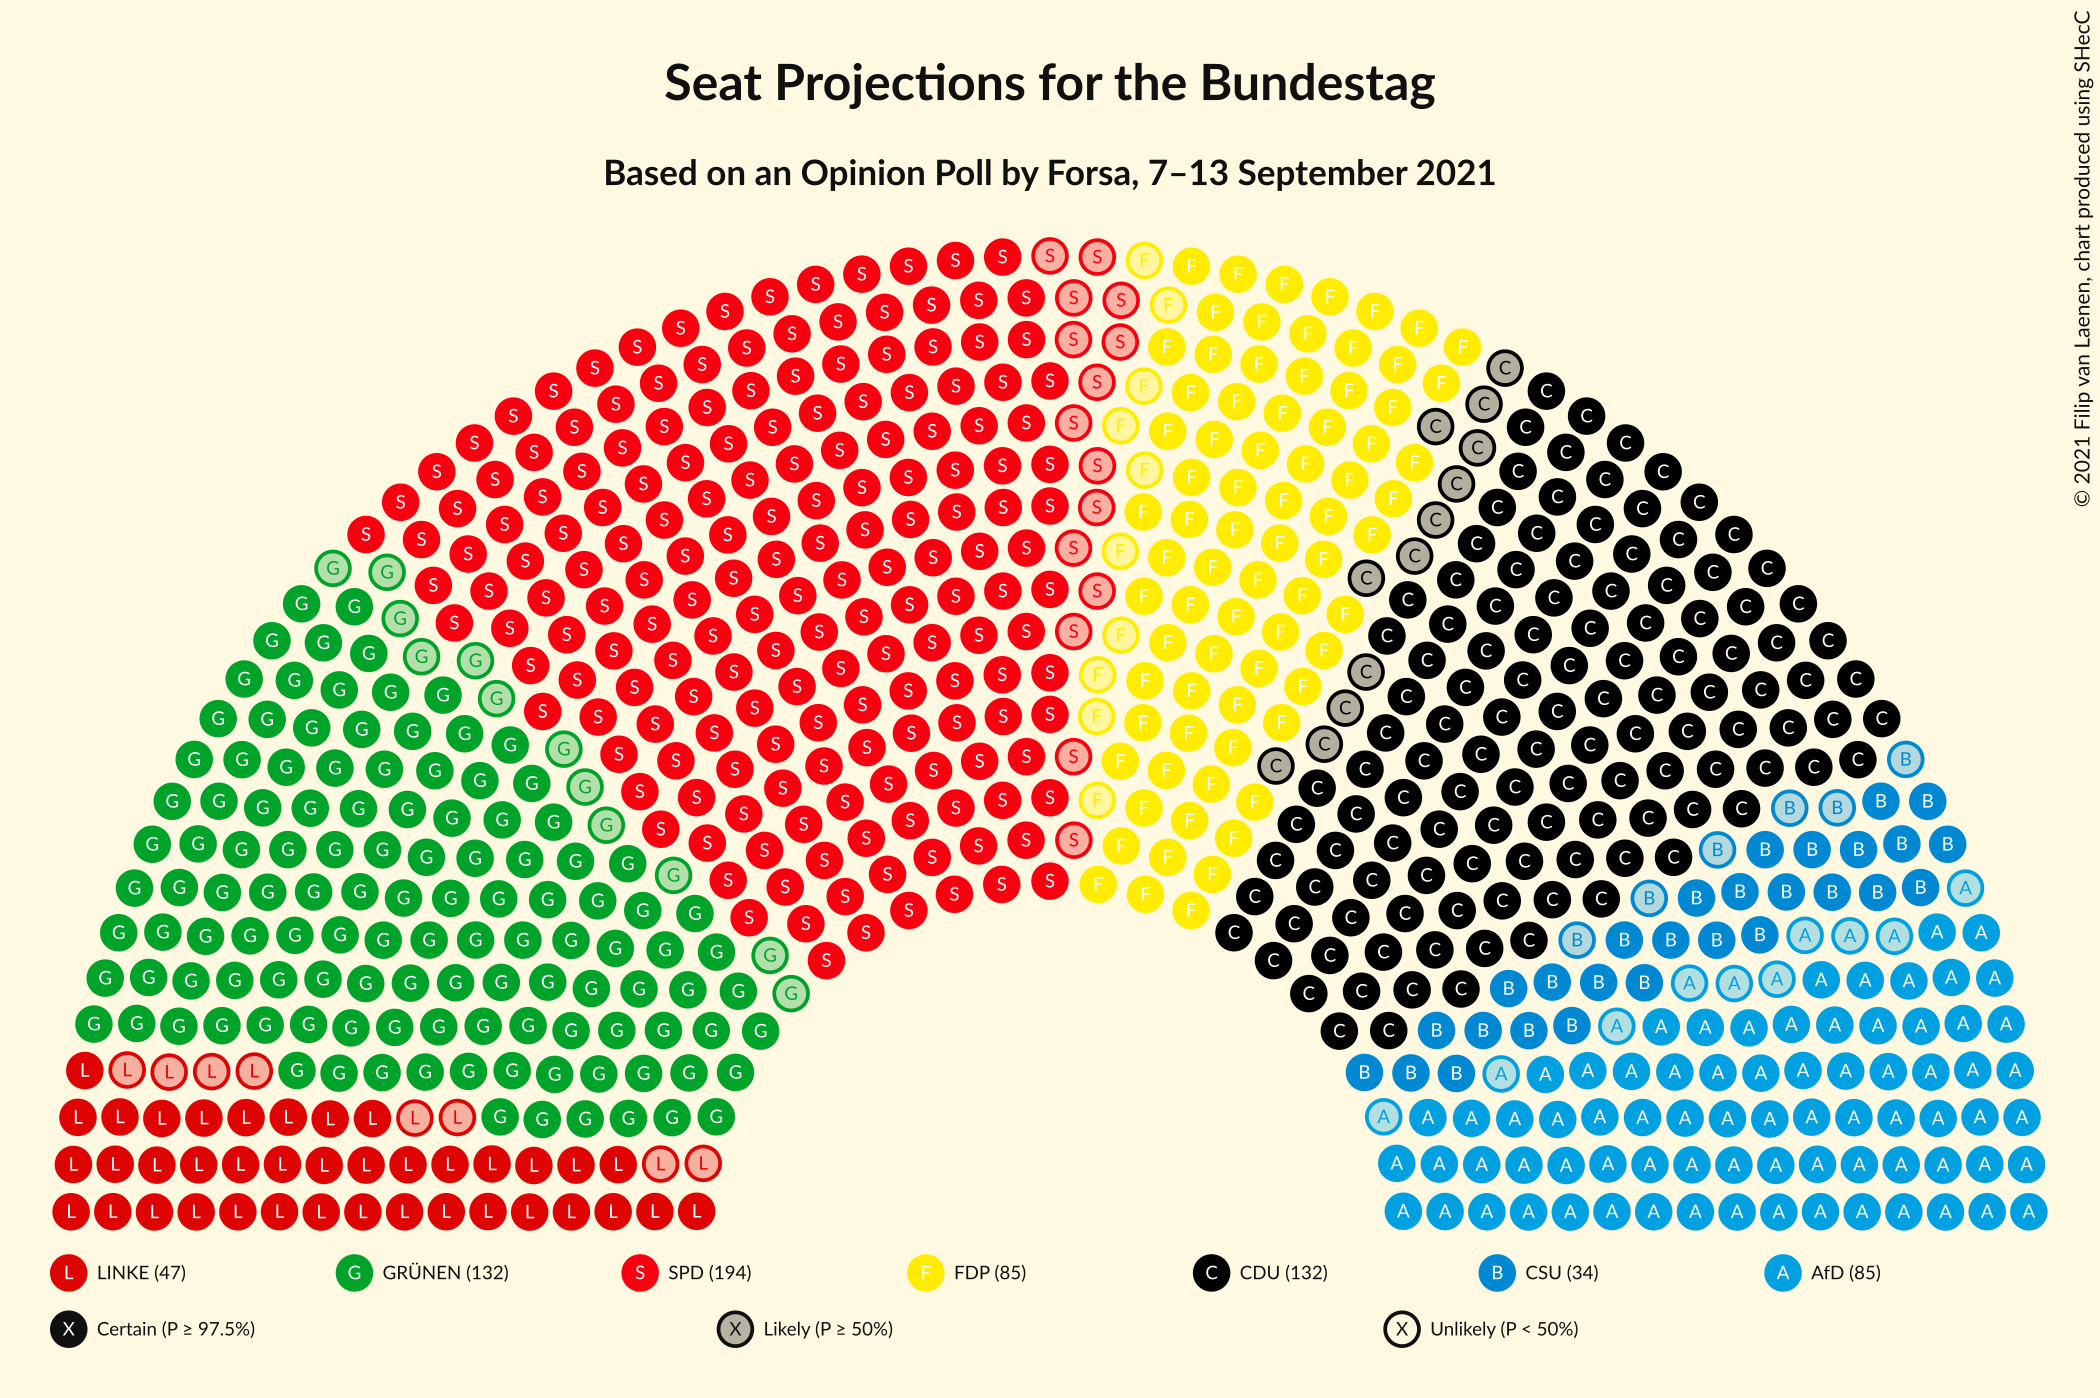 Seat Projections for the Bundestag
Based on an Opinion Poll by Forsa, 7–13 September 2021
© 2021 Filip van Laenen, chart produced using SHecC
L LINKE (47) G GRÜNEN (132) S SPD (194) F FDP (85) C CDU (132) B CSU (34) A AfD (85)
X Certain (P ≥ 97.5%) X Likely (P ≥ 50%) X Unlikely (P < 50%)